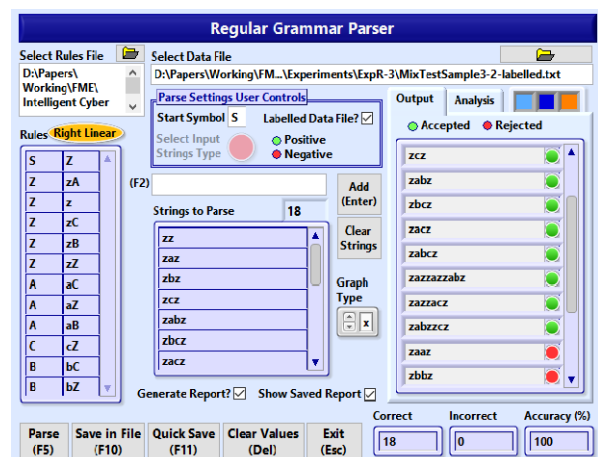 Regular Grammar Parser
Select Rules File
Select Data File
D:\Papers\
Working\FME\
Intelligent Cyber
D:\Papers\Working\FM...\Experiments\ExpR-3\MixTestSample3-2-labelled.txt
Parse Settings User Controls
Start Symbol S Labelled Data File?
Select Input
Strings Type
Positive
Negative
Output Analysis
Accepted Rejected
Rules Right Linear
S Z
Z zA
Z z
Z zC
Z zB
Z zZ
A aC
A aZ
A aB
C cZ
B bC
B bZ
(F2)
Add
(Enter)
Strings to Parse 18
Clear
Strings
zz
zaz
zbz
zcz
zabz
zbcz
zacz
Graph
Type
x
zcz
zabz
zbcz
zacz
zabcz
zazzazzabz
zazzacz
zabzzcz
zaaz
zbbz
Generate Report? Show Saved Report
Parse
(F5)
Save in File
(F10)
Quick Save
(F11)
Clear Values
(Del)
Exit
(Esc)
Correct Incorrect Accuracy (%)
18 0 100